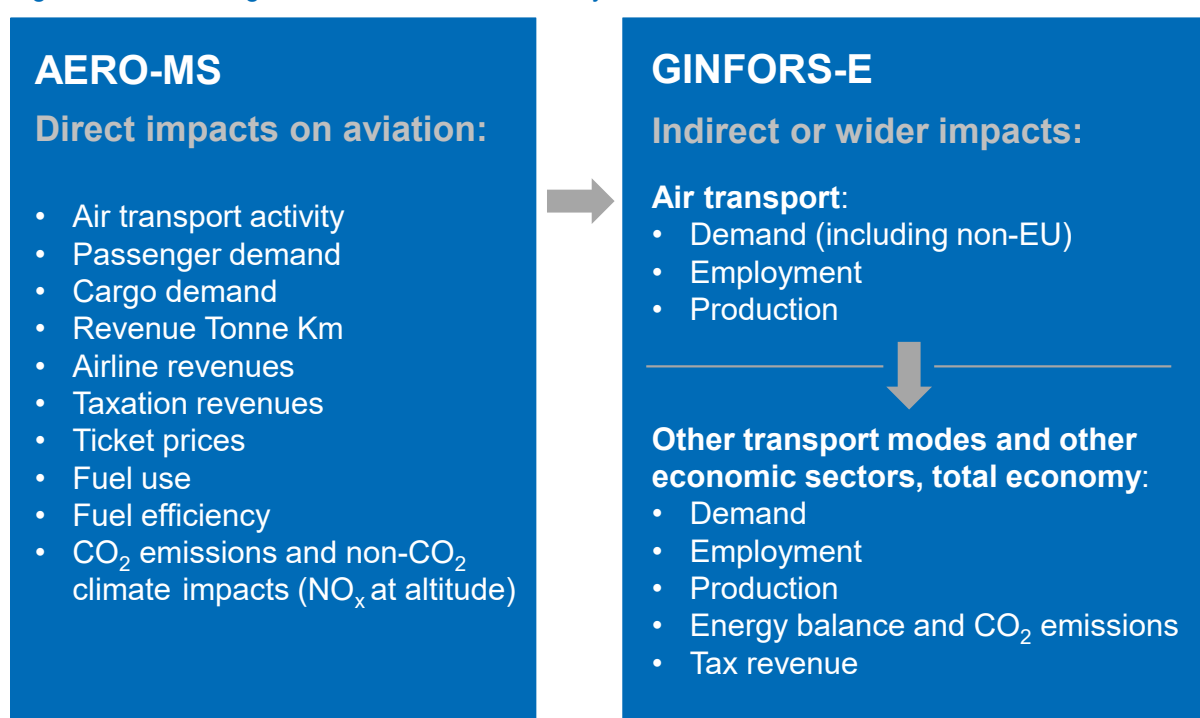 AERO-MS
Direct impacts on aviation:
• Air transport activity
• Passenger demand
• Cargo demand
• Revenue Tonne Km
• Airline revenues
• Taxation revenues
• Ticket prices
• Fuel use
• Fuel efficiency
• CO₂ emissions and non-CO₂
climate impacts (NOₓ at altitude)
GINFORS-E
Indirect or wider impacts:
Air transport:
• Demand (including non-EU)
• Employment
• Production
Other transport modes and other
economic sectors, total economy:
• Demand
• Employment
• Production
• Energy balance and CO₂ emissions
• Tax revenue